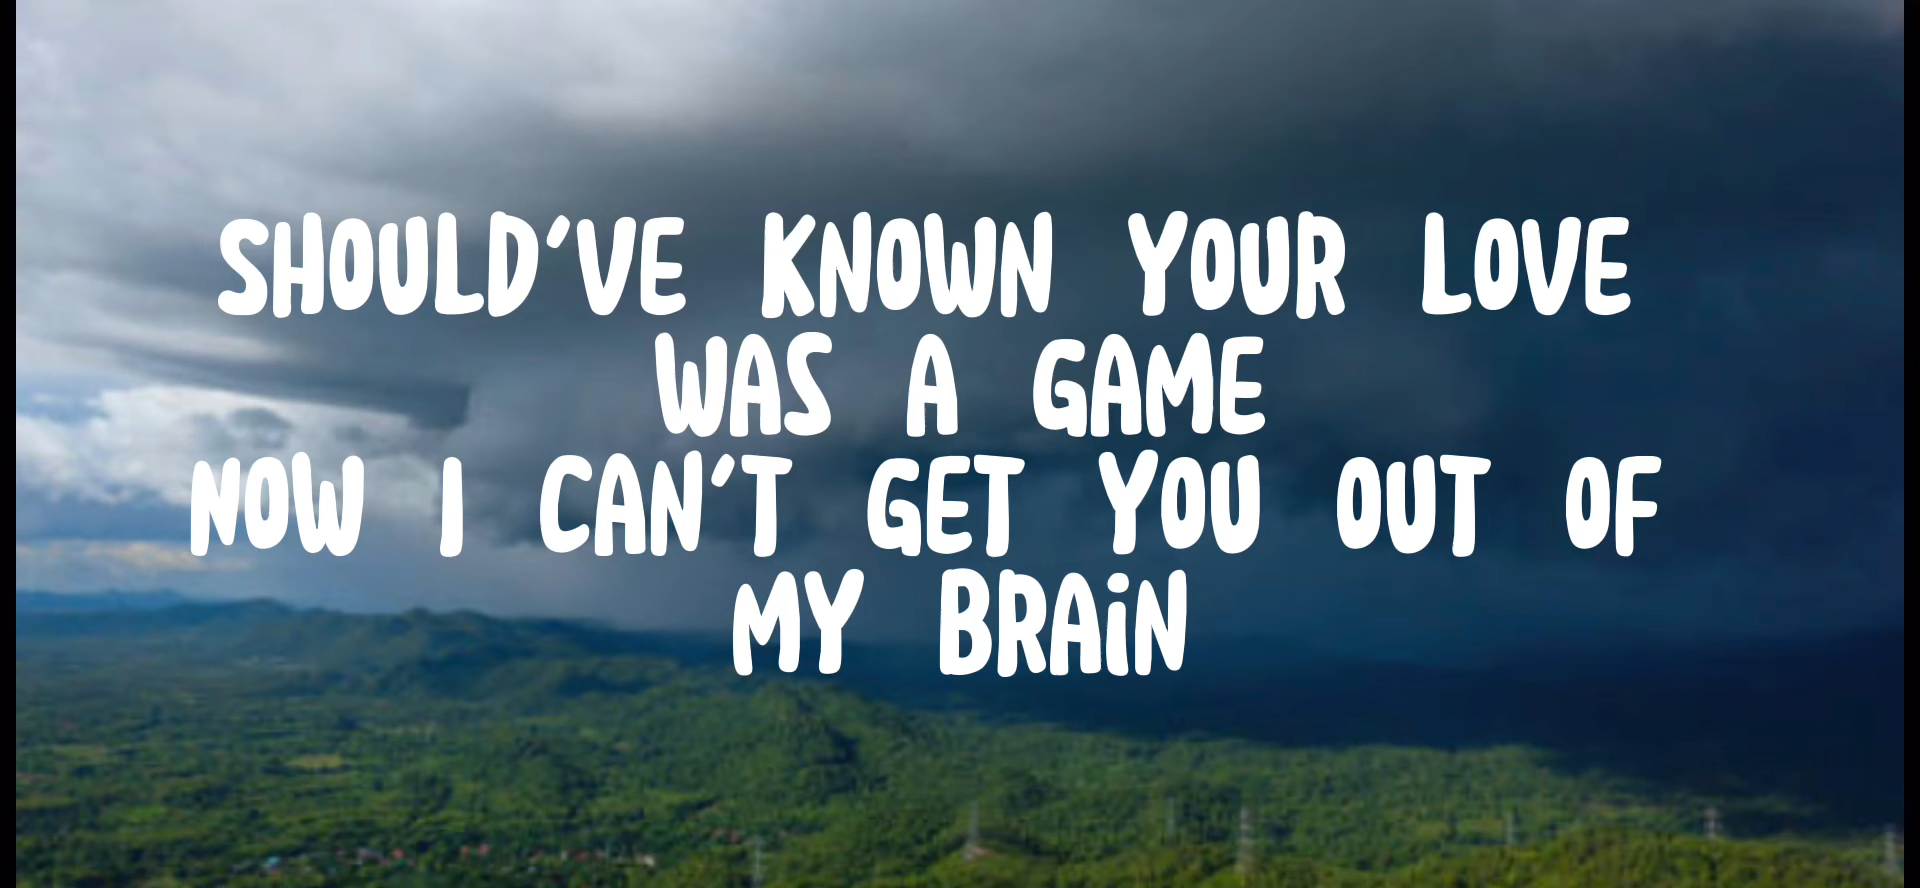 SHOULD'VE KNOWN YOUR LOVE
WAS A GAME
NOW I CAN'T GET YOU OUT OF
MY BRAIN